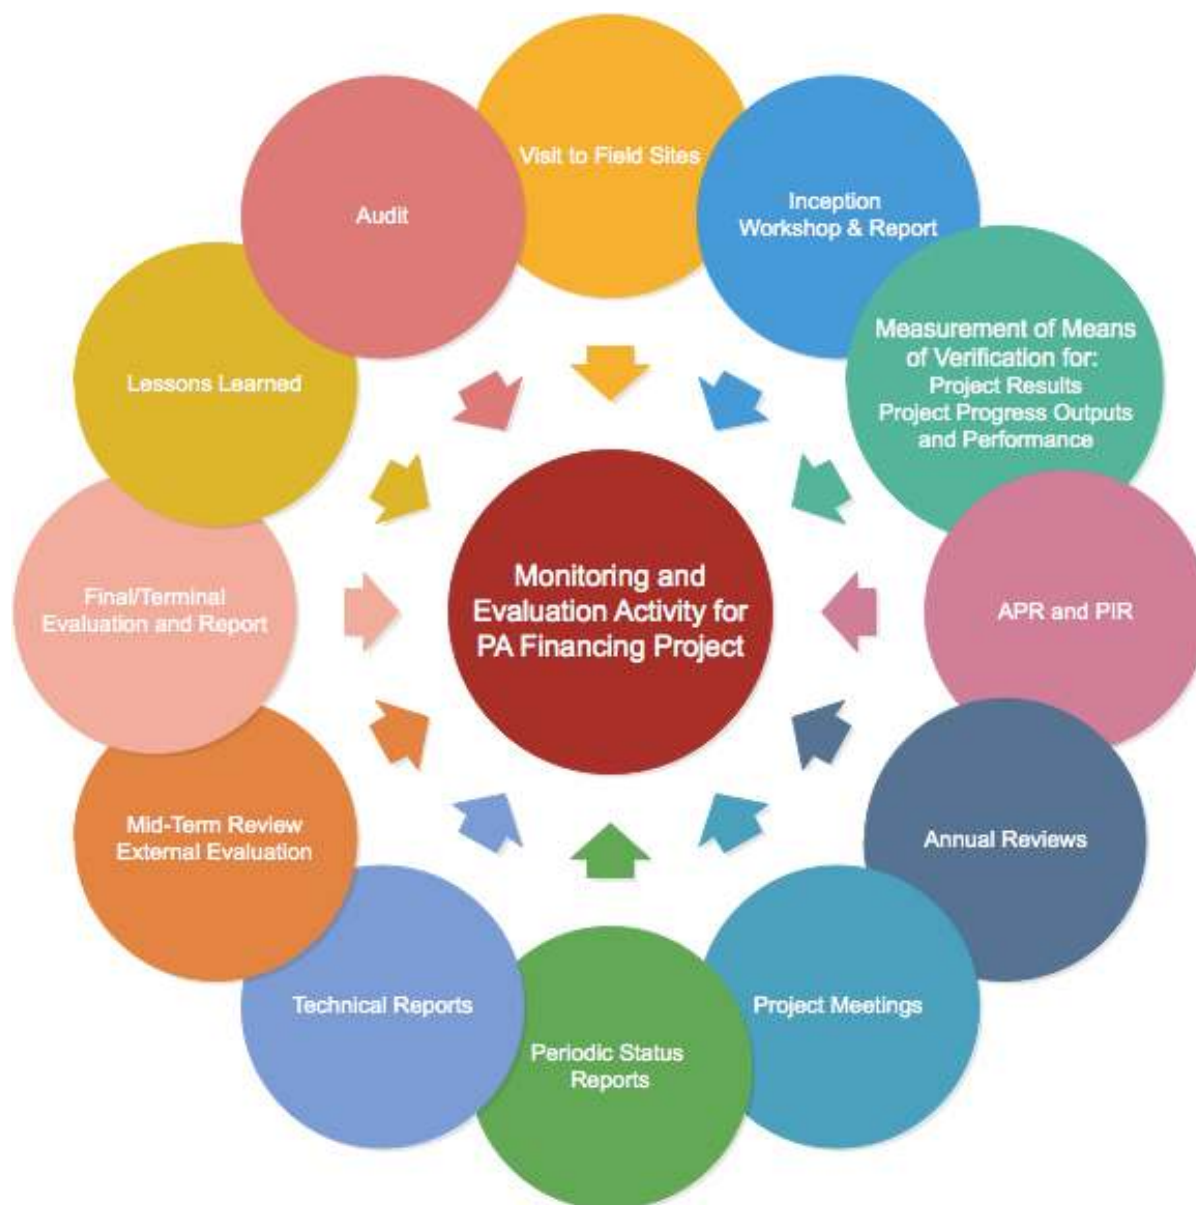 Visit to Field Sites
Inception
Workshop & Report
Measurement of Means
of Verification for:
Project Results
Project Progress Outputs
and Performance
APR and PIR
Annual Reviews
Project Meetings
Periodic Status
Reports
Technical Reports
Mid-Term Review
External Evaluation
Final/Terminal
Evaluation and Report
Lessons Learned
Audit
Monitoring and
Evaluation Activity for
PA Financing Project